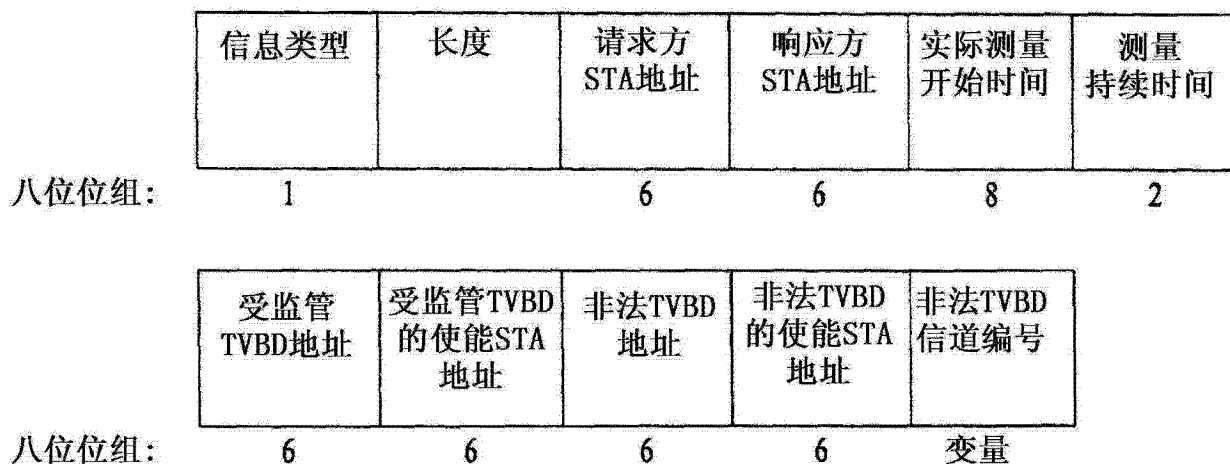 信息类型 长度 请求方 响应方 实际测量 测量
STA地址 STA地址 开始时间 持续时间
八位位组: 1 6 6 8 2
受监管 受监管TVBD 非法TVBD 非法TVBD 非法TVBD
TVBD地址 的使能STA 地址 的使能STA 信道编号
地址 地址
八位位组: 6 6 6 6 变量